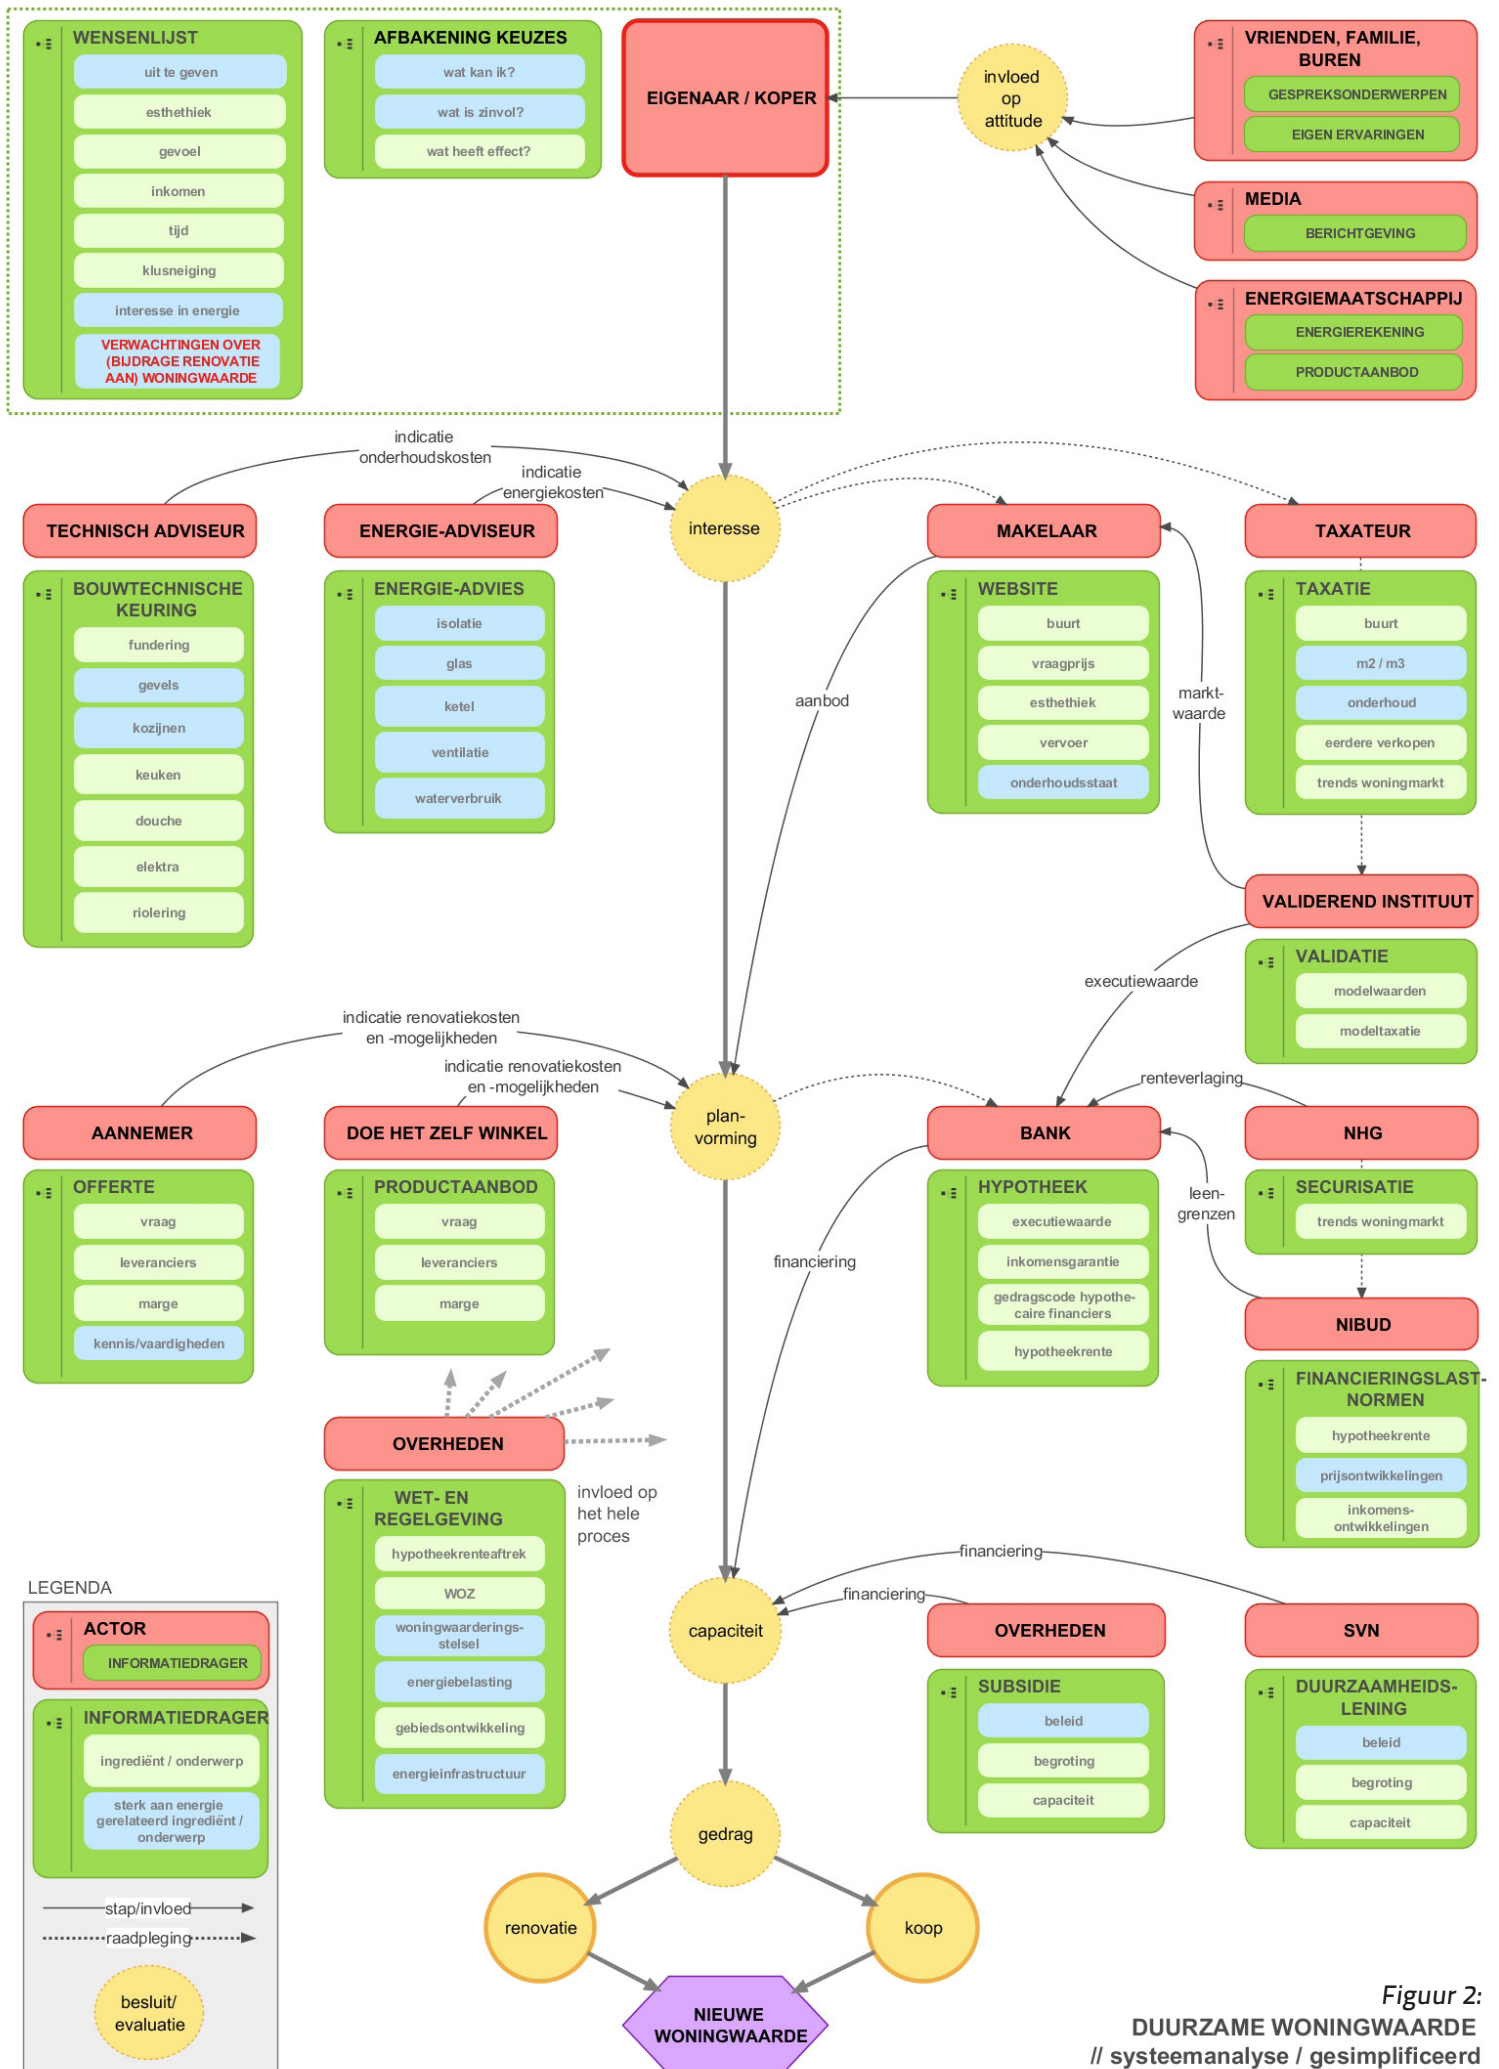 WENSENLIJST
uit te geven
esthethiek
gevoel
inkomen
tijd
klusneiging
interesse in energie
VERWACHTINGEN OVER
(BIJDRAGE RENOVATIE
AAN) WONINGWAARDE
AFBAKENING KEUZES
wat kan ik?
wat is zinvol?
wat heeft effect?
EIGENAAR / KOPER
invloed
op
attitude
VRIENDEN, FAMILIE,
BUREN
GESPREKSONDERWERPEN
EIGEN ERVARINGEN
MEDIA
BERICHTGEVING
ENERGIEMAATSCHAPPIJ
ENERGIEREKENING
PRODUCTAANBOD
indicatie
onderhoudskosten
indicatie
energiekosten
interesse
TECHNISCH ADVISEUR
BOUWTECHNISCHE
KEURING
fundering
gevels
kozijnen
keuken
douche
elektra
riolering
ENERGIE-ADVISEUR
ENERGIE-ADVIES
isolatie
glas
ketel
ventilatie
waterverbruik
MAKELAAR
WEBSITE
buurt
vraagprijs
esthethiek
vervoer
onderhoudsstaat
aanbod
markt-
waarde
TAXATEUR
TAXATIE
buurt
m2 / m3
onderhoud
eerdere verkopen
trends woningmarkt
VALIDEREND INSTITUUT
VALIDATIE
modelwaarden
modeltaxatie
executiewaarde
indicatie renovatiekosten
en -mogelijkheden
indicatie renovatiekosten
en -mogelijkheden
plan-
vorming
renteverlaging
AANNEMER
OFFERTE
vraag
leveranciers
marge
kennis/vaardigheden
DOE HET ZELF WINKEL
PRODUCTAANBOD
vraag
leveranciers
marge
BANK
HYPOTHEEK
executiewaarde
inkomensgarantie
gedragscode hypothe-
caire financiers
hypotheekrente
financiering
leen-
grenzen
NHG
SECURISATIE
trends woningmarkt
NIBUD
FINANCIERINGSLAST-
NORMEN
hypotheekrente
prijsontwikkelingen
inkomens-
ontwikkelingen
OVERHEDEN
WET- EN
REGELGEVING
hypotheekrenteaftrek
WOZ
woningwaarderings-
stelsel
energiebelasting
gebiedsontwikkeling
energieinfrastructuur
invloed op
het hele
proces
financiering
financiering
capaciteit
OVERHEDEN
SUBSIDIE
beleid
begroting
capaciteit
SVN
DUURZAAMHEIDS-
LENING
beleid
begroting
capaciteit
gedrag
renovatie
koop
NIEUWE
WONINGWAARDE
LEGENDA
ACTOR
INFORMATIEDRAGER
INFORMATIEDRAGER
ingrediënt / onderwerp
sterk aan energie
gerelateerd ingrediënt /
onderwerp
stap/invloed
raadpleging
besluit/
evaluatie
Figuur 2:
DUURZAME WONINGWAARDE
// systeemanalyse / gesimplificeerd